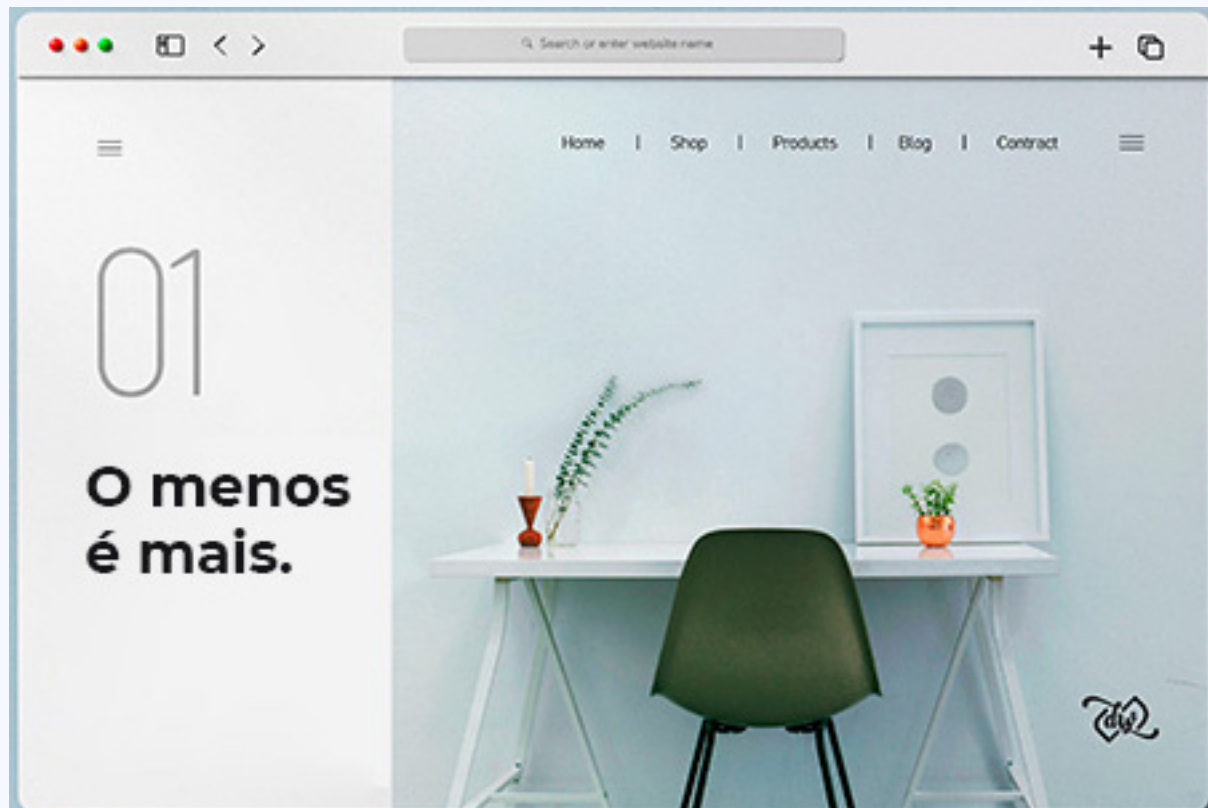 Search or enter website name
Home | Shop | Products | Blog | Contract
01
O menos
é mais.